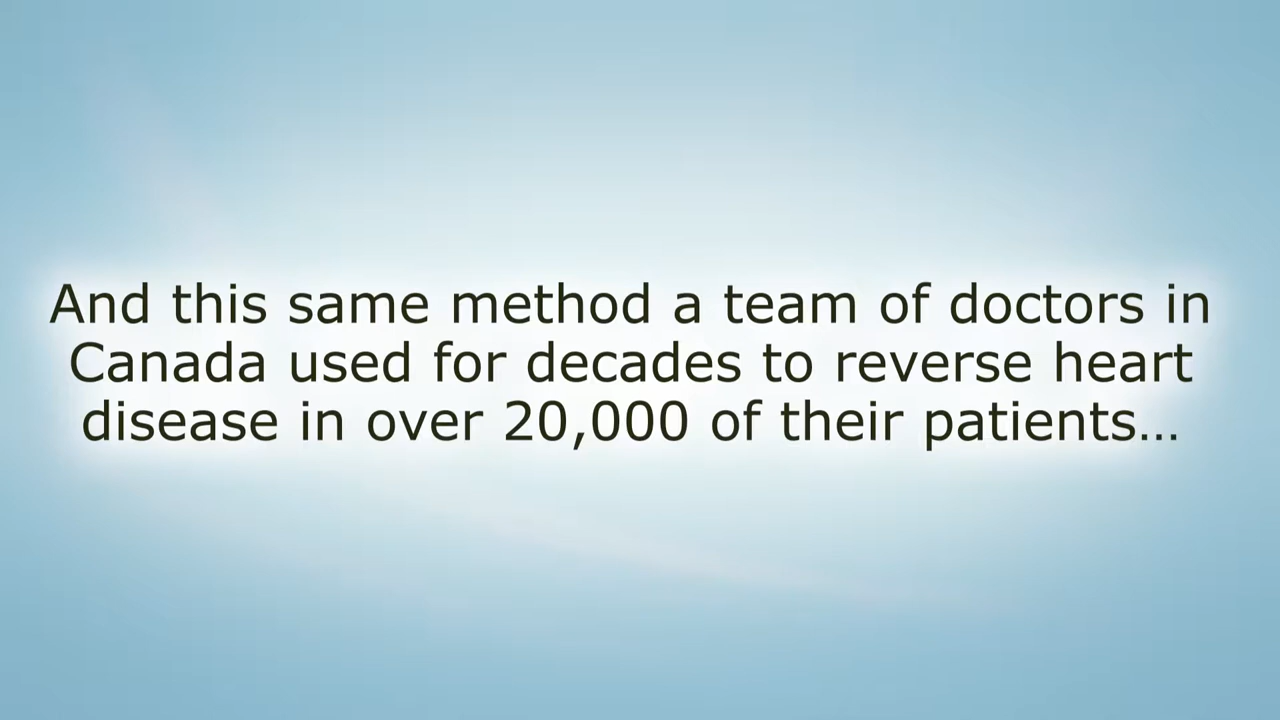 And this same method a team of doctors in
Canada used for decades to reverse heart
disease in over 20,000 of their patients…